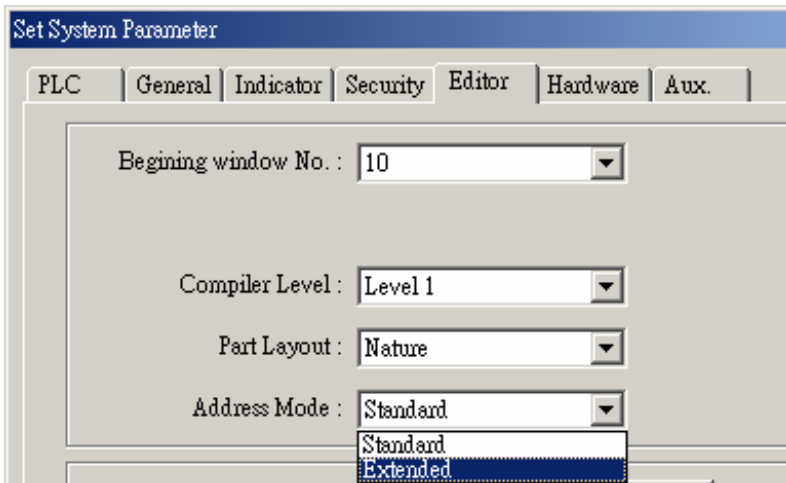 Set System Parameter
PLC General Indicator Security Editor Hardware Aux.
Begining window No. : 10
Compiler Level : Level 1
Part Layout : Nature
Address Mode : Standard
Standard
Extended